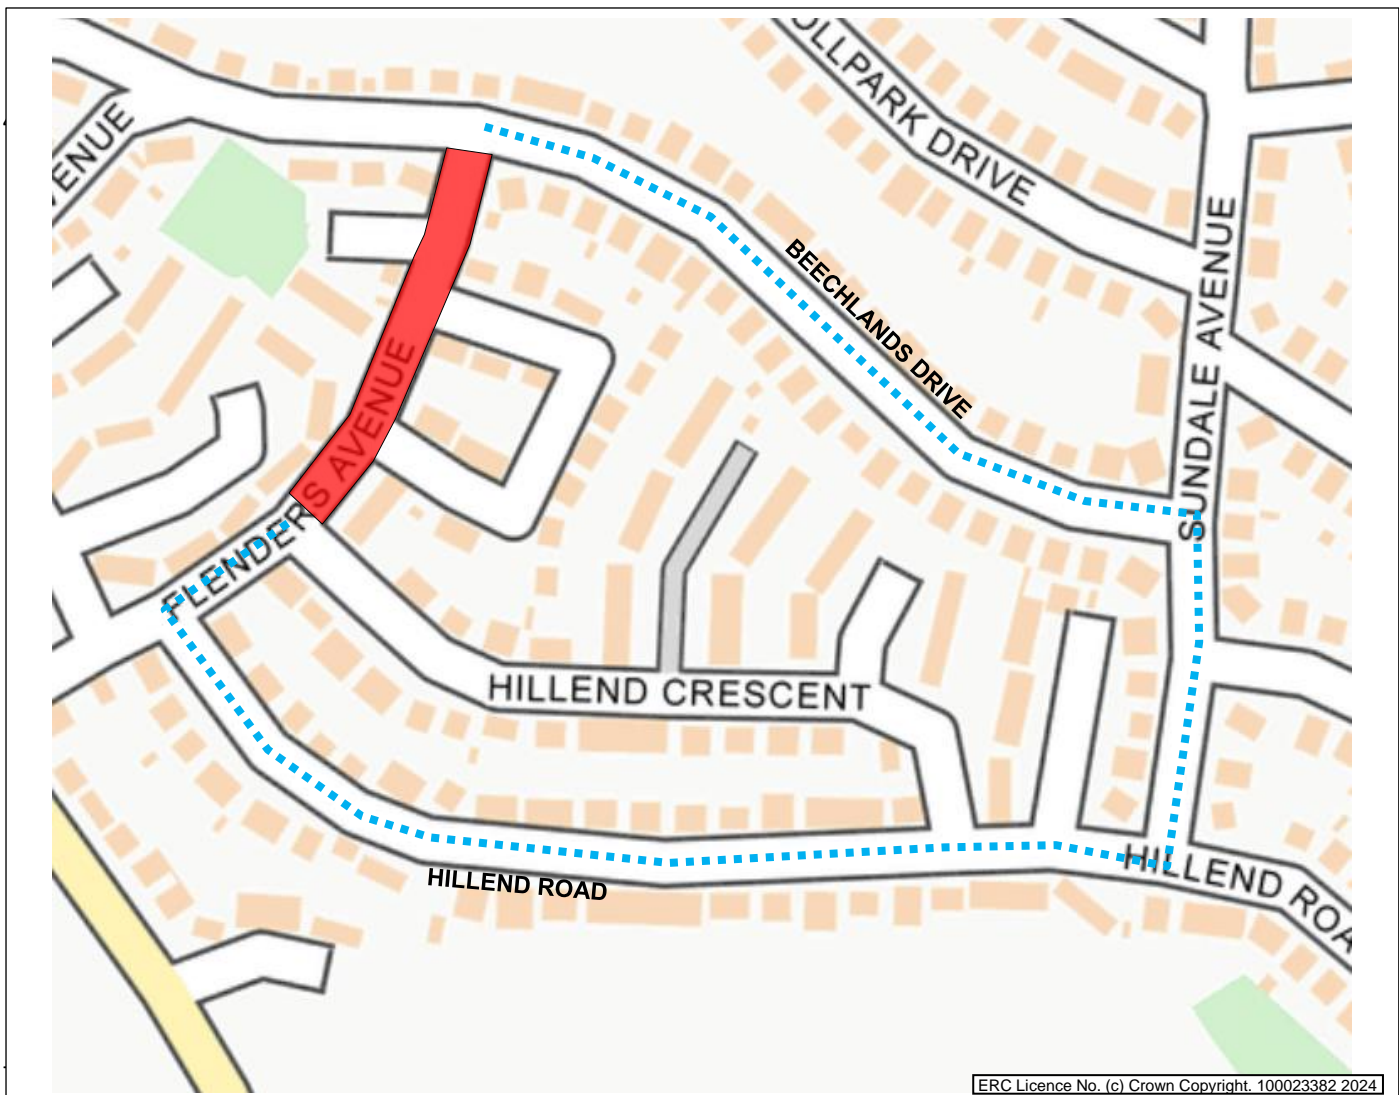 OLLPARK DRIVE
ENUE
SUNDALE AVENUE
BEECHLANDS DRIVE
FLENDERS AVENUE
HILLEND CRESCENT
HILLEND ROAD
HILLEND ROA
ERC Licence No. (c) Crown Copyright. 100023382 2024